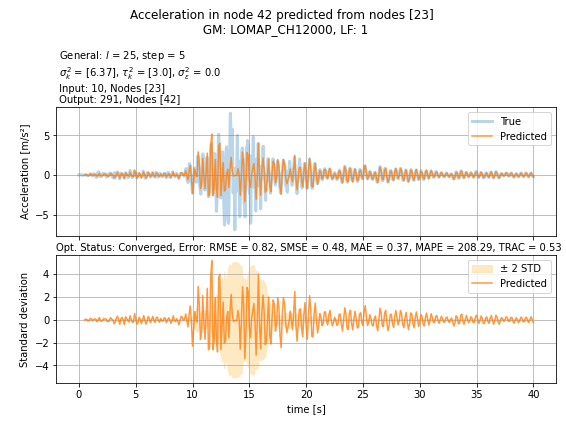 Acceleration in node 42 predicted from nodes [23]
GM: LOMAP_CH12000, LF: 1
General: l = 25, step = 5
σ²ₖ = [6.37], τ²ₖ = [3.0], σ²ε = 0.0
Input: 10, Nodes [23]
Output: 291, Nodes [42]
Acceleration [m/s²]
5
0
−5
True
Predicted
Opt. Status: Converged, Error: RMSE = 0.82, SMSE = 0.48, MAE = 0.37, MAPE = 208.29, TRAC = 0.53
Standard deviation
4
2
0
−2
−4
± 2 STD
Predicted
0 5 10 15 20 25 30 35 40
time [s]